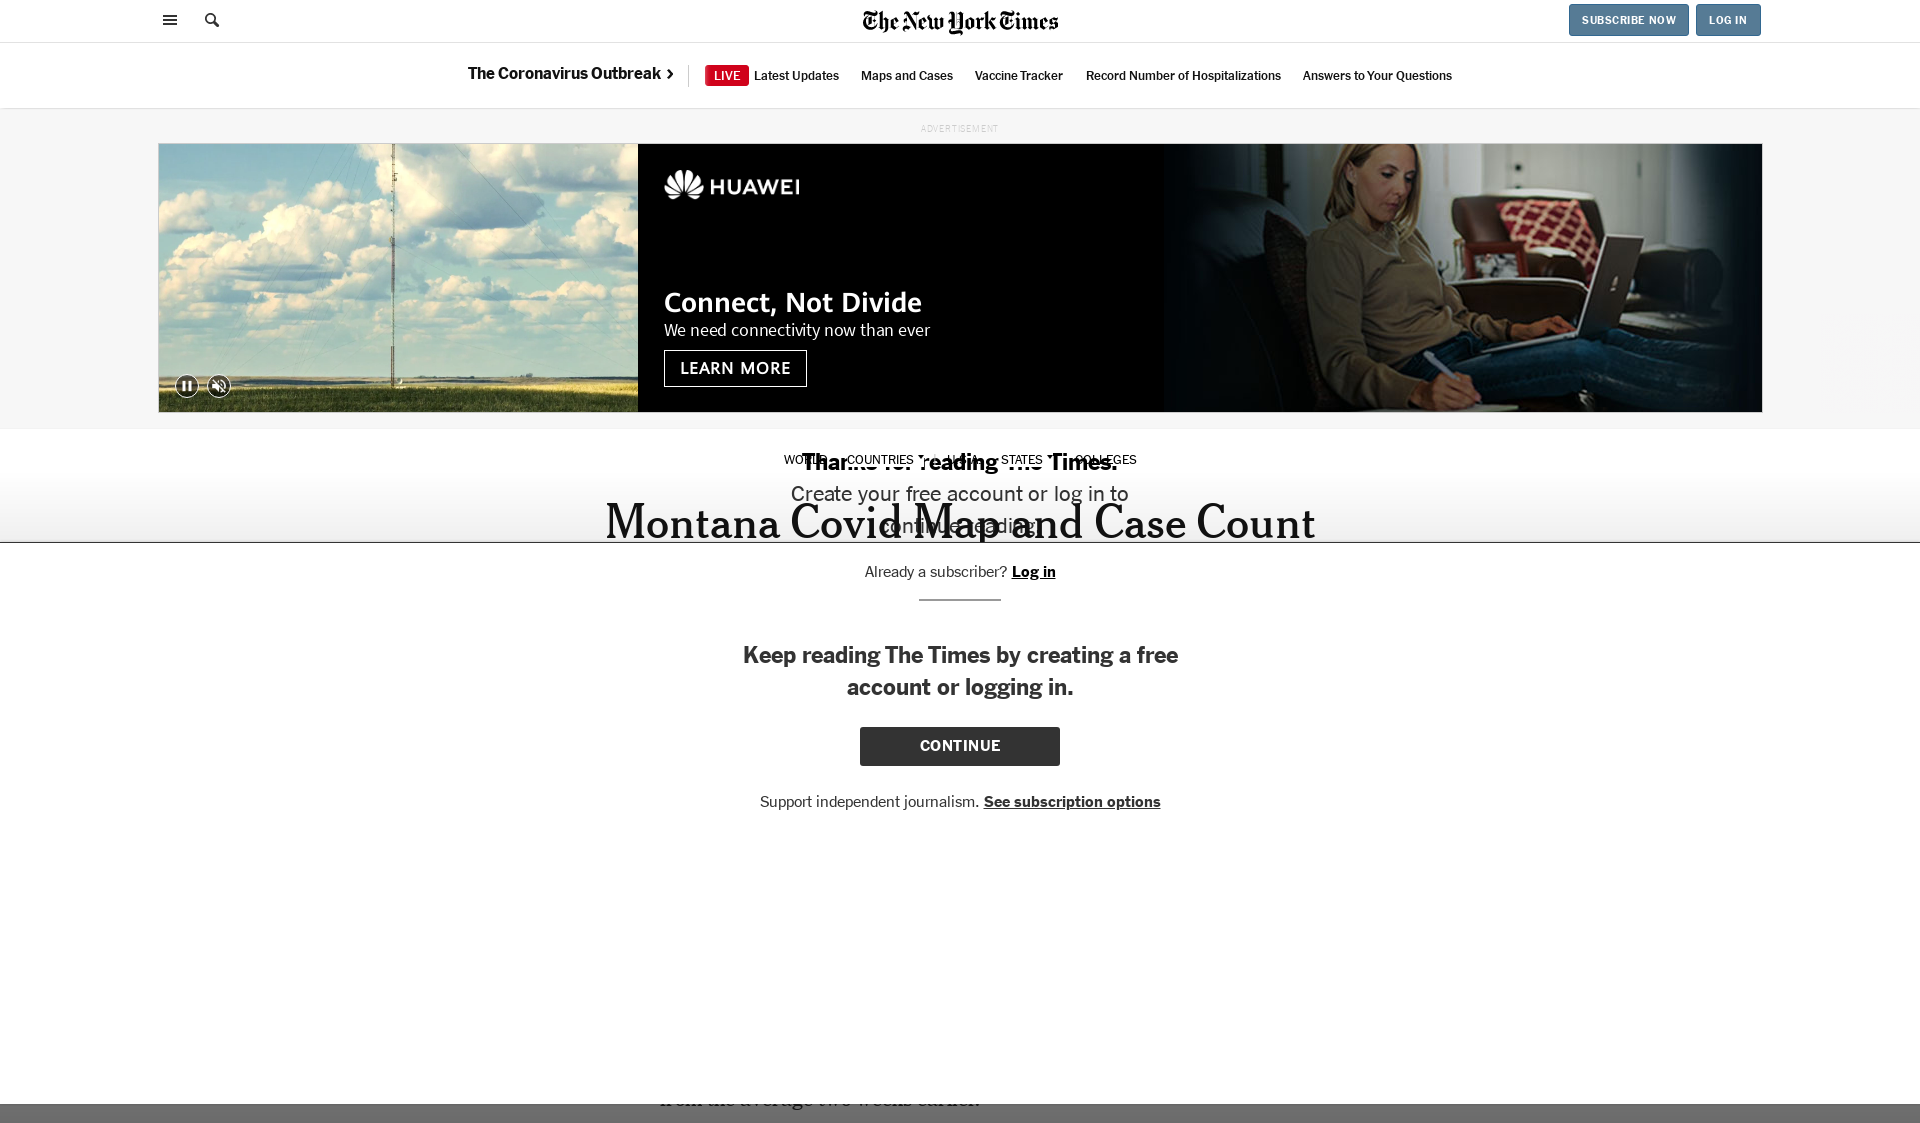 The New York Times
SUBSCRIBE NOW
LOG IN
The Coronavirus Outbreak
LIVE Latest Updates
Maps and Cases
Vaccine Tracker
Record Number of Hospitalizations
Answers to Your Questions
ADVERTISEMENT
HUAWEI
Connect, Not Divide
We need connectivity now than ever
LEARN MORE
WORLD COUNTRIES U.S.A. STATES COLLEGES
Thanks for reading The Times.
Create your free account or log in to
continue reading.
Montana Covid Map and Case Count
Already a subscriber? Log in
Keep reading The Times by creating a free
account or logging in.
CONTINUE
Support independent journalism. See subscription options
from the average two weeks earlier.